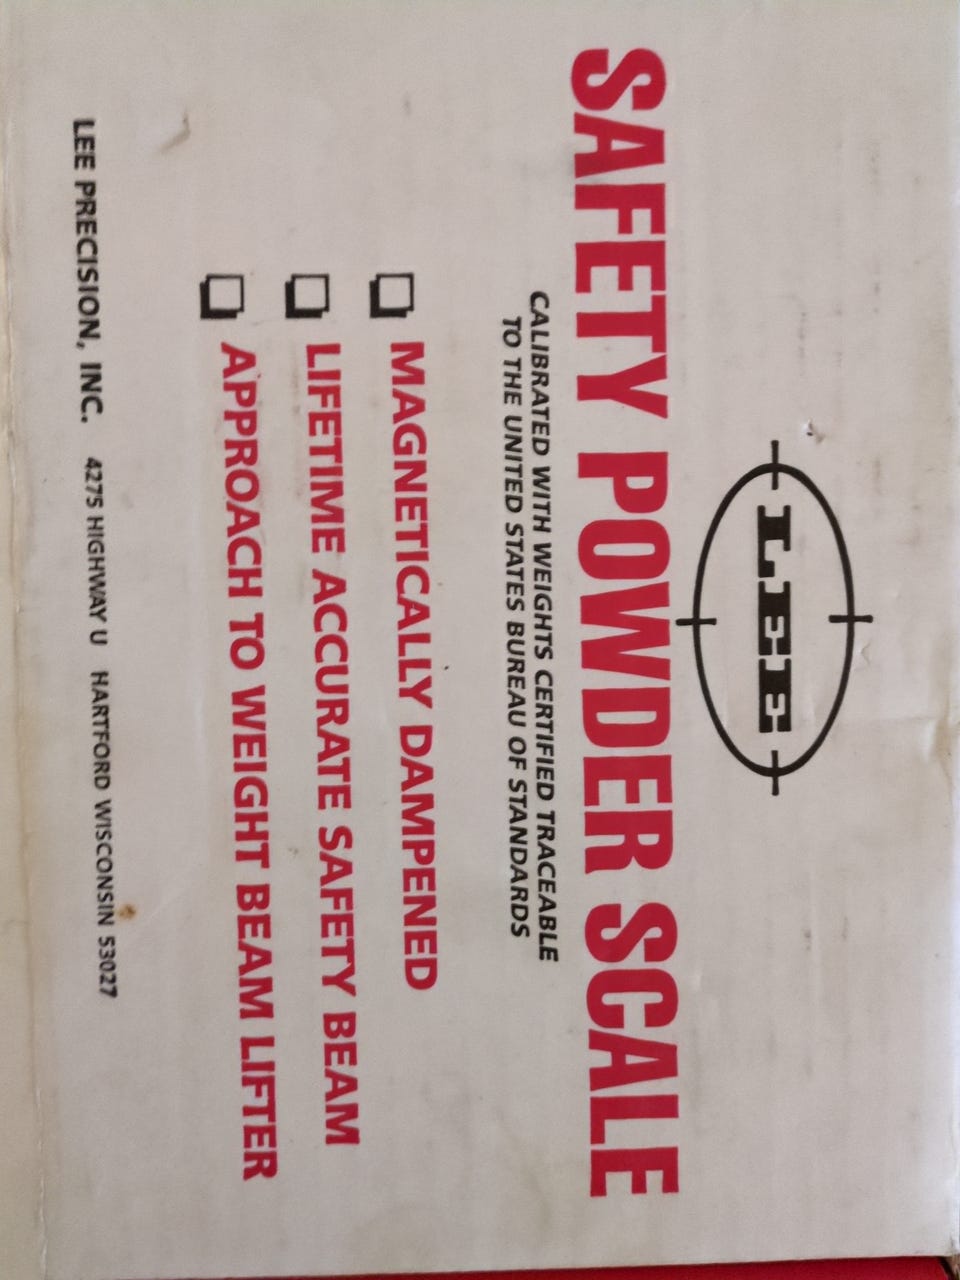 LEE
SAFETY POWDER SCALE
CALIBRATED WITH WEIGHTS CERTIFIED TRACEABLE
TO THE UNITED STATES BUREAU OF STANDARDS
MAGNETICALLY DAMPENED
LIFETIME ACCURATE SAFETY BEAM
APPROACH TO WEIGHT BEAM LIFTER
LEE PRECISION, INC. 4275 HIGHWAY U HARTFORD WISCONSIN 53027